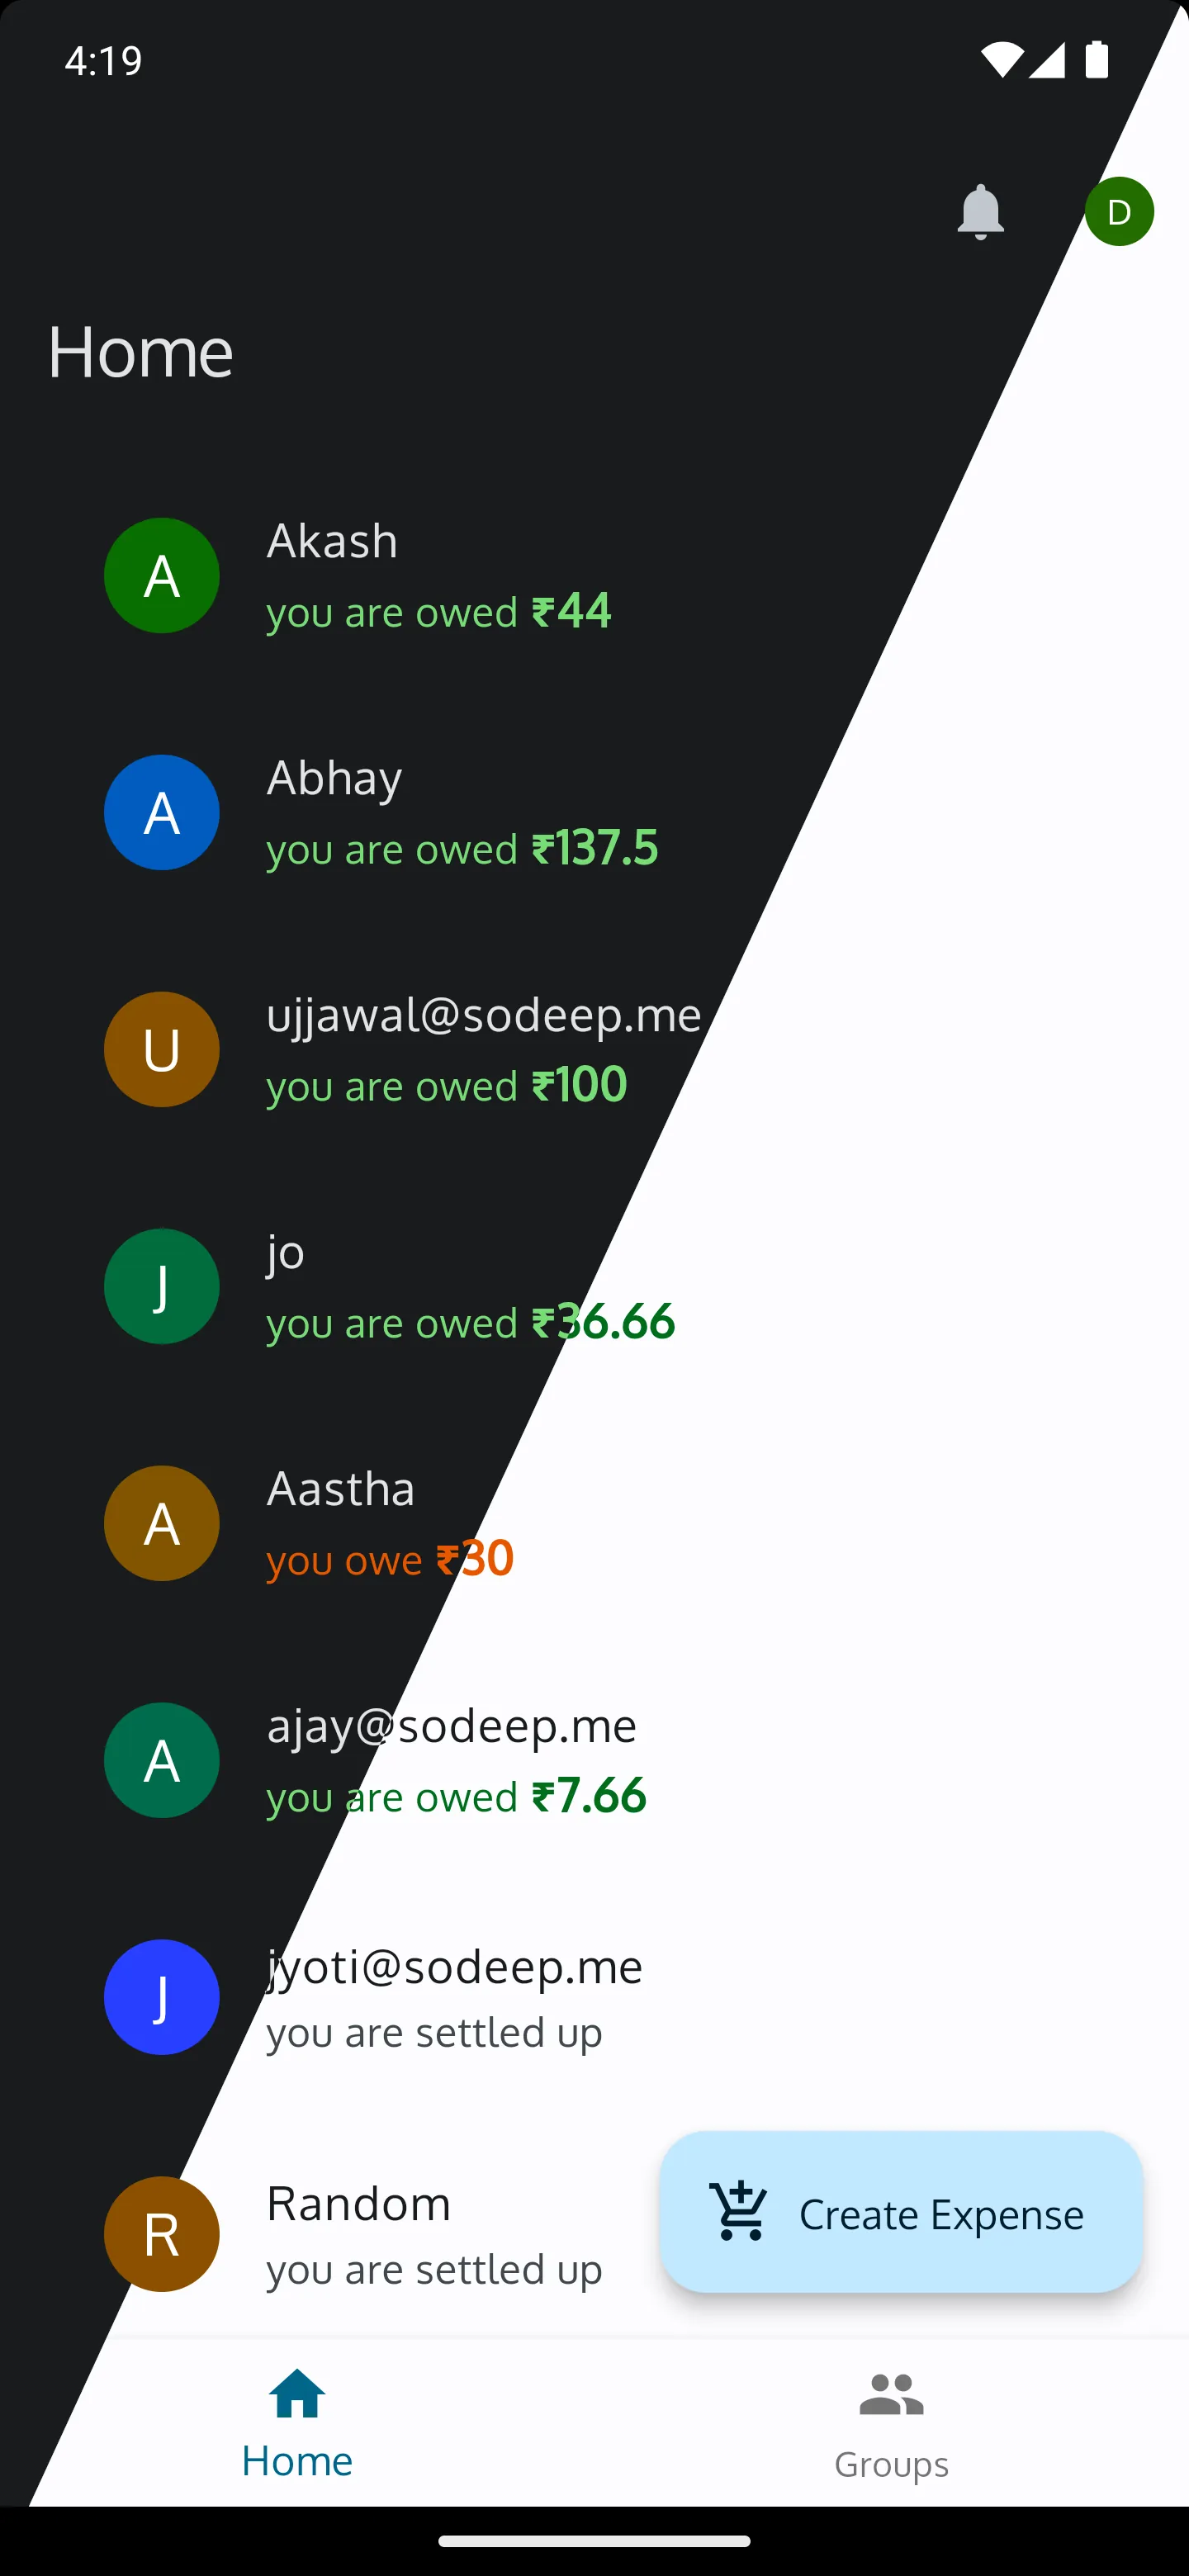 4:19
D
Home
A
Akash
you are owed ₹44
A
Abhay
you are owed ₹137.5
U
ujjawal@sodeep.me
you are owed ₹100
J
jo
you are owed ₹36.66
A
Aastha
you owe ₹30
A
ajay@sodeep.me
you are owed ₹7.66
J
jyoti@sodeep.me
you are settled up
R
Random
you are settled up
Create Expense
Home
Groups